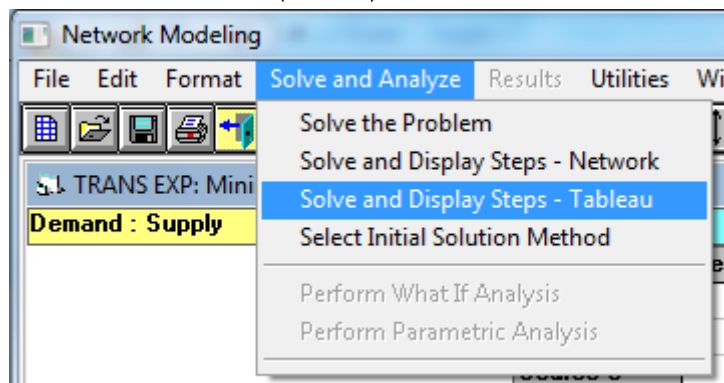 Network Modeling
File Edit Format Solve and Analyze Results Utilities Wi
Solve the Problem
Solve and Display Steps - Network
TRANS EXP: Mini
Solve and Display Steps - Tableau
Demand : Supply
Select Initial Solution Method
Perform What If Analysis
Perform Parametric Analysis